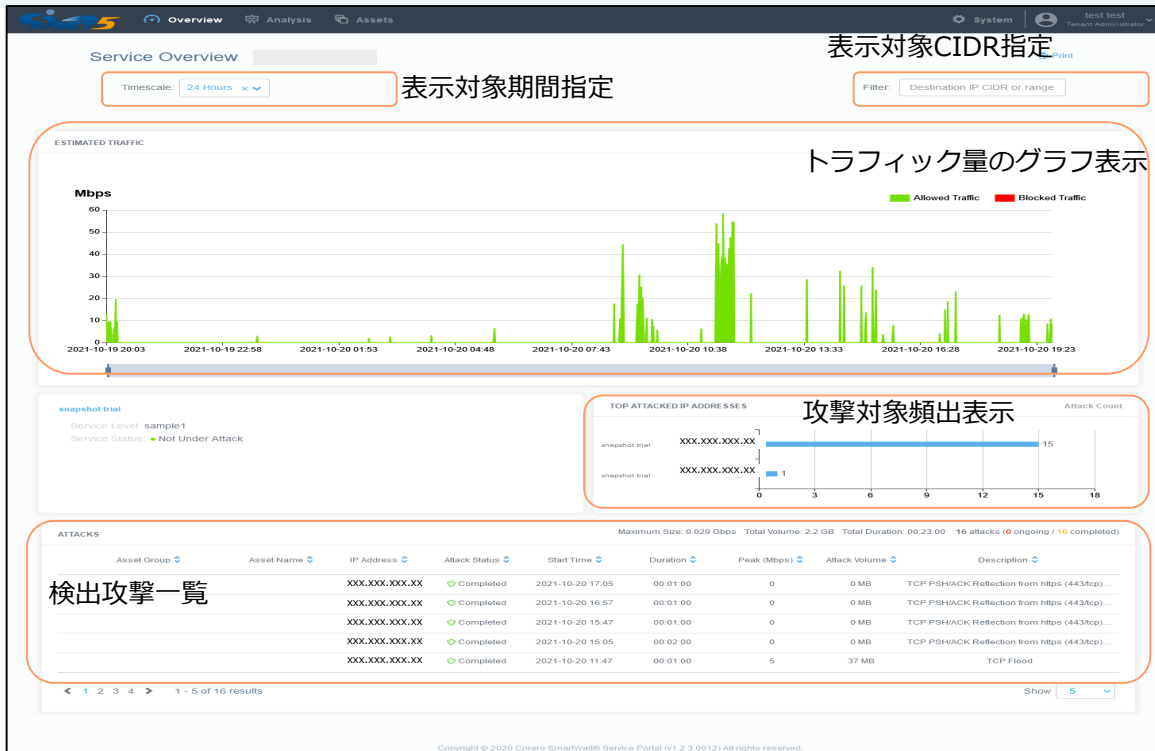 Overview Analysis Assets System test test
Tenant Administrator
Service Overview
表示対象CIDR指定
Print
Timescale: 24 Hours
表示対象期間指定
Filter: Destination IP CIDR or range
ESTIMATED TRAFFIC
トラフィック量のグラフ表示
Mbps
Allowed Traffic Blocked Traffic
60
50
40
30
20
10
0
2021-10-19 20:03 2021-10-19 22:58 2021-10-20 01:53 2021-10-20 04:48 2021-10-20 07:43 2021-10-20 10:38 2021-10-20 13:33 2021-10-20 16:28 2021-10-20 19:23
snapshot trial
Service Level: sample1
Service Status: Not Under Attack
TOP ATTACKED IP ADDRESSES 攻撃対象頻出表示 Attack Count
snapshot trial XXX.XXX.XXX.XX 15
snapshot trial XXX.XXX.XXX.XX 1
0 3 6 9 12 15 18
ATTACKS Maximum Size: 0.029 Gbps Total Volume: 2.2 GB Total Duration: 00:23:00 16 attacks (0 ongoing / 16 completed)
Asset Group Asset Name IP Address Attack Status Start Time Duration Peak (Mbps) Attack Volume Description
検出攻撃一覧
XXX.XXX.XXX.XX Completed 2021-10-20 17:05 00:01:00 0 0 MB TCP PSH/ACK Reflection from https (443/tcp)...
XXX.XXX.XXX.XX Completed 2021-10-20 16:57 00:01:00 0 0 MB TCP PSH/ACK Reflection from https (443/tcp)...
XXX.XXX.XXX.XX Completed 2021-10-20 15:47 00:01:00 0 0 MB TCP PSH/ACK Reflection from https (443/tcp)...
XXX.XXX.XXX.XX Completed 2021-10-20 15:05 00:02:00 0 0 MB TCP PSH/ACK Reflection from https (443/tcp)...
XXX.XXX.XXX.XX Completed 2021-10-20 11:47 00:01:00 5 37 MB TCP Flood
1 2 3 4 1 - 5 of 16 results Show 5
Copyright © 2020 Corero SmartWall® Service Portal (v1.2.3.0012) All rights reserved.